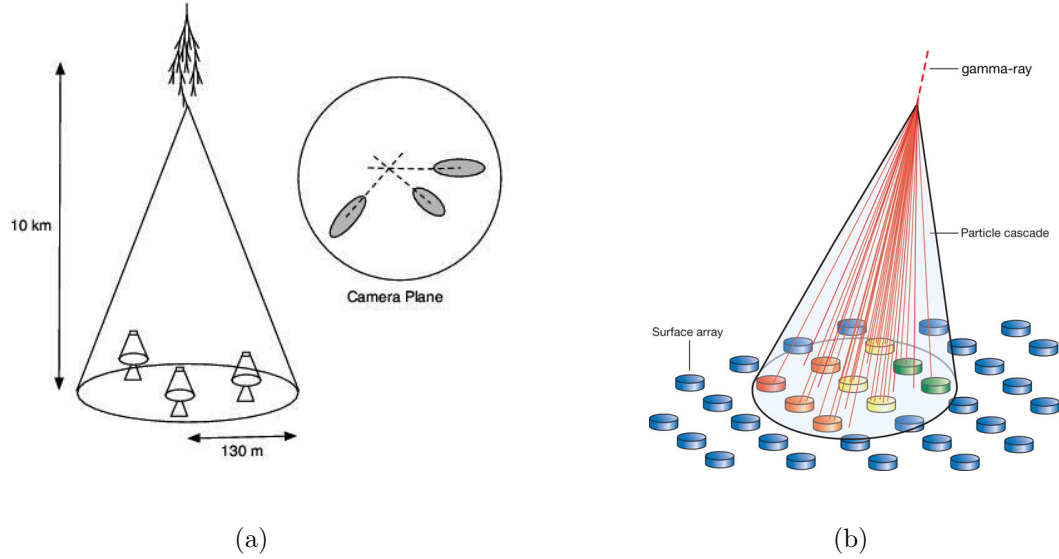 10 km
Camera Plane
130 m
gamma-ray
Particle cascade
Surface array
(a)
(b)